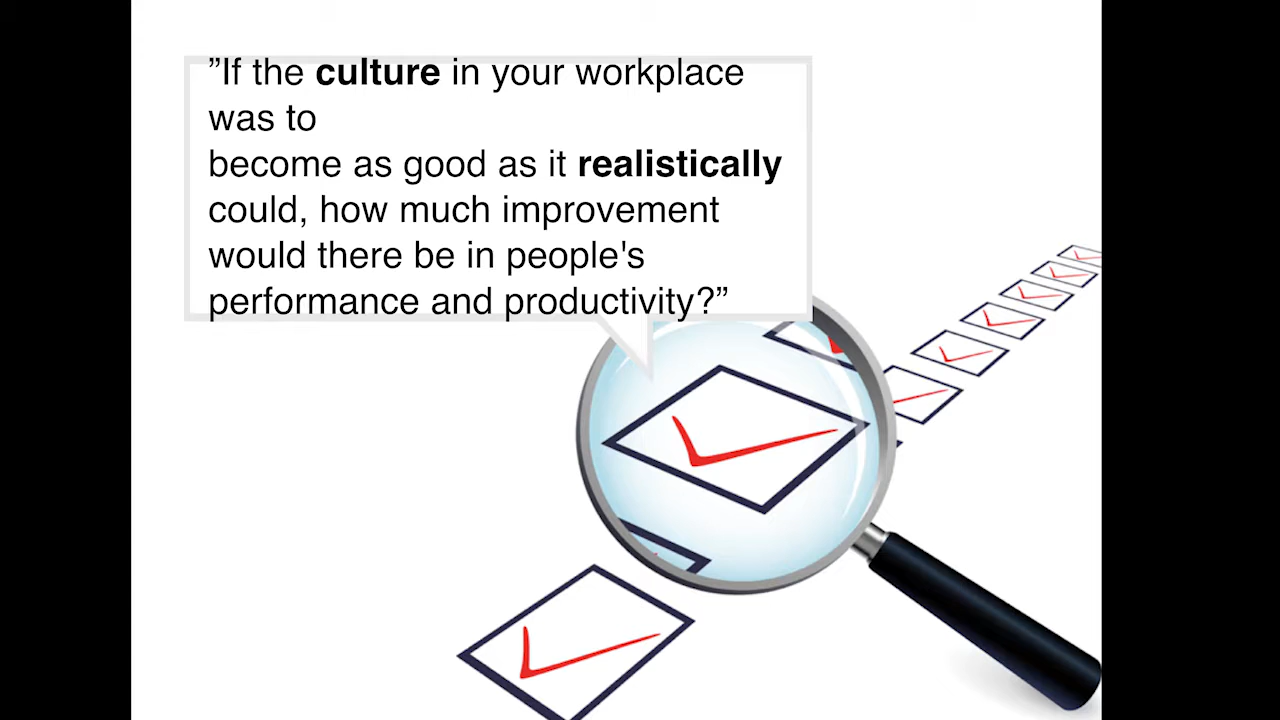 ”If the culture in your workplace
was to
become as good as it realistically
could, how much improvement
would there be in people's
performance and productivity?”